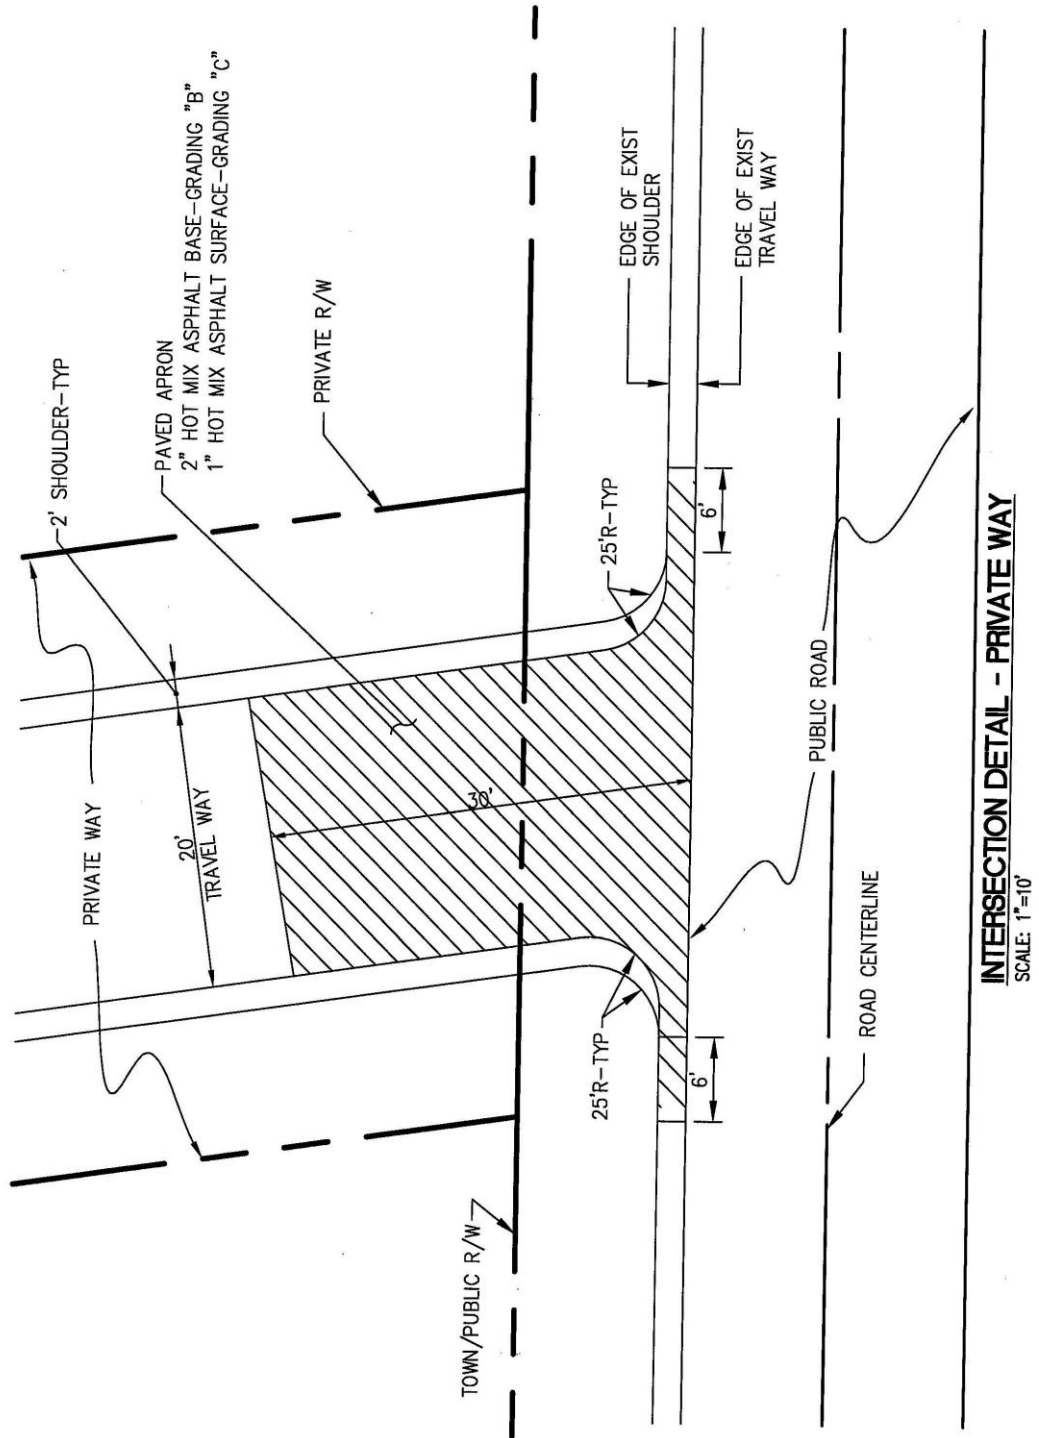 2' SHOULDER-TYP
PAVED APRON
2" HOT MIX ASPHALT BASE-GRADING "B"
1" HOT MIX ASPHALT SURFACE-GRADING "C"
PRIVATE R/W
PRIVATE WAY
20'
TRAVEL WAY
30'
25'R-TYP
6'
EDGE OF EXIST
SHOULDER
EDGE OF EXIST
TRAVEL WAY
TOWN/PUBLIC R/W
25'R-TYP
6'
PUBLIC ROAD
ROAD CENTERLINE
INTERSECTION DETAIL - PRIVATE WAY
SCALE: 1"=10'